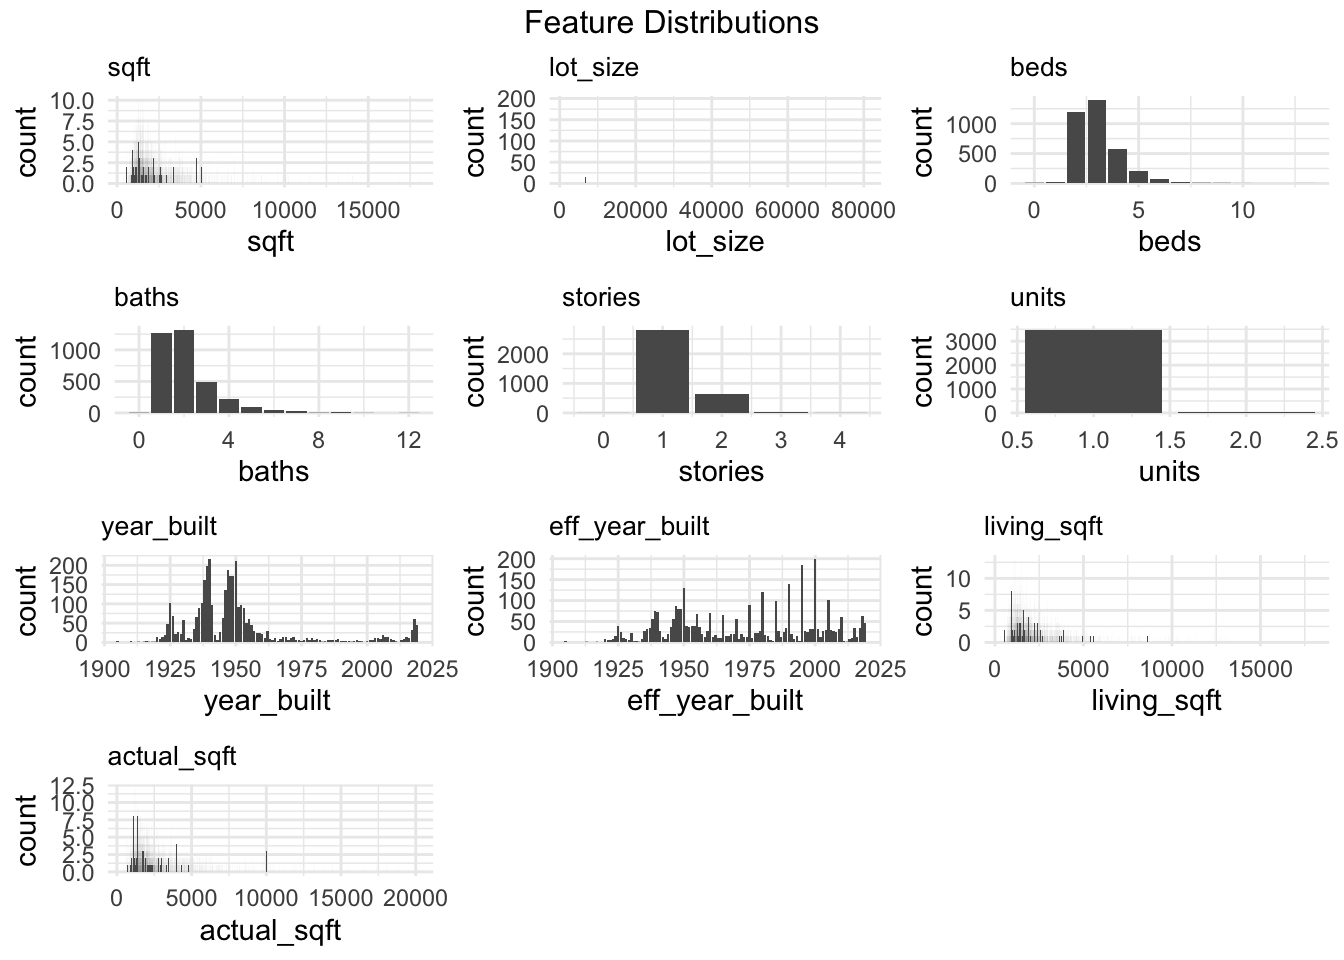 Feature Distributions
sqft
count
10.0
7.5
5.0
2.5
0.0
0 5000 10000 15000
sqft
lot_size
count
200
150
100
50
0
0 20000 40000 60000 80000
lot_size
beds
count
1000
500
0
0 5 10
beds
baths
count
1000
500
0
0 4 8 12
baths
stories
count
2000
1000
0
0 1 2 3 4
stories
units
count
3000
2000
1000
0
0.5 1.0 1.5 2.0 2.5
units
year_built
count
200
150
100
50
0
1900 1925 1950 1975 2000 2025
year_built
eff_year_built
count
200
150
100
50
0
1900 1925 1950 1975 2000 2025
eff_year_built
living_sqft
count
10
5
0
0 5000 10000 15000
living_sqft
actual_sqft
count
12.5
10.0
7.5
5.0
2.5
0.0
0 5000 10000 15000 20000
actual_sqft